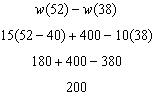 w(52) − w(38)
15(52 − 40) + 400 − 10(38)
180 + 400 − 380
200